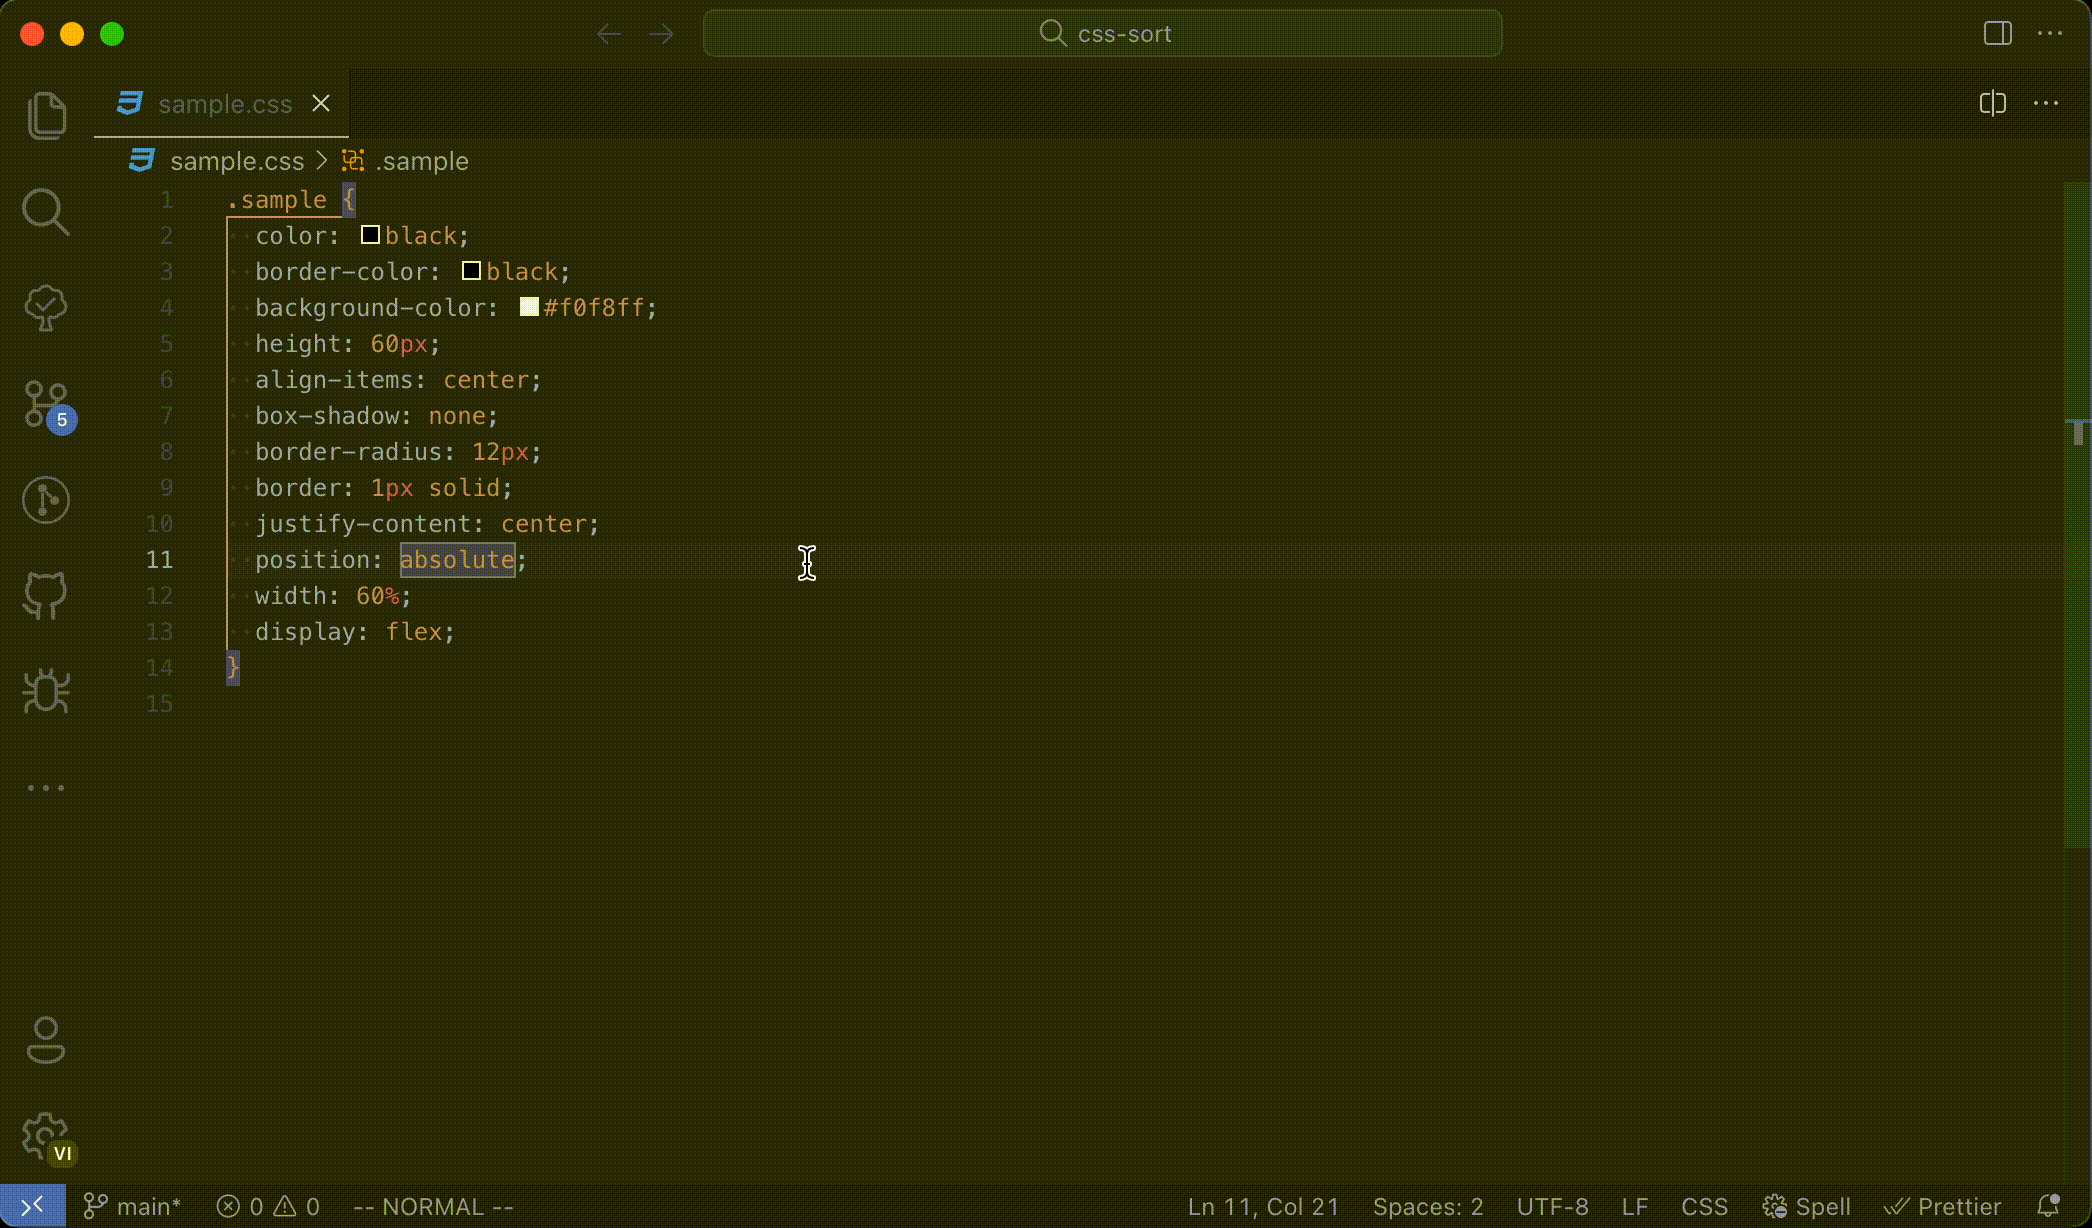 css-sort
sample.css
sample.css > .sample
1 .sample {
2 color: black;
3 border-color: black;
4 background-color: #f0f8ff;
5 height: 60px;
6 align-items: center;
7 box-shadow: none;
8 border-radius: 12px;
9 border: 1px solid;
10 justify-content: center;
11 position: absolute;
12 width: 60%;
13 display: flex;
14 }
15
5
VI
main* 0 0 -- NORMAL -- Ln 11, Col 21 Spaces: 2 UTF-8 LF CSS Spell Prettier